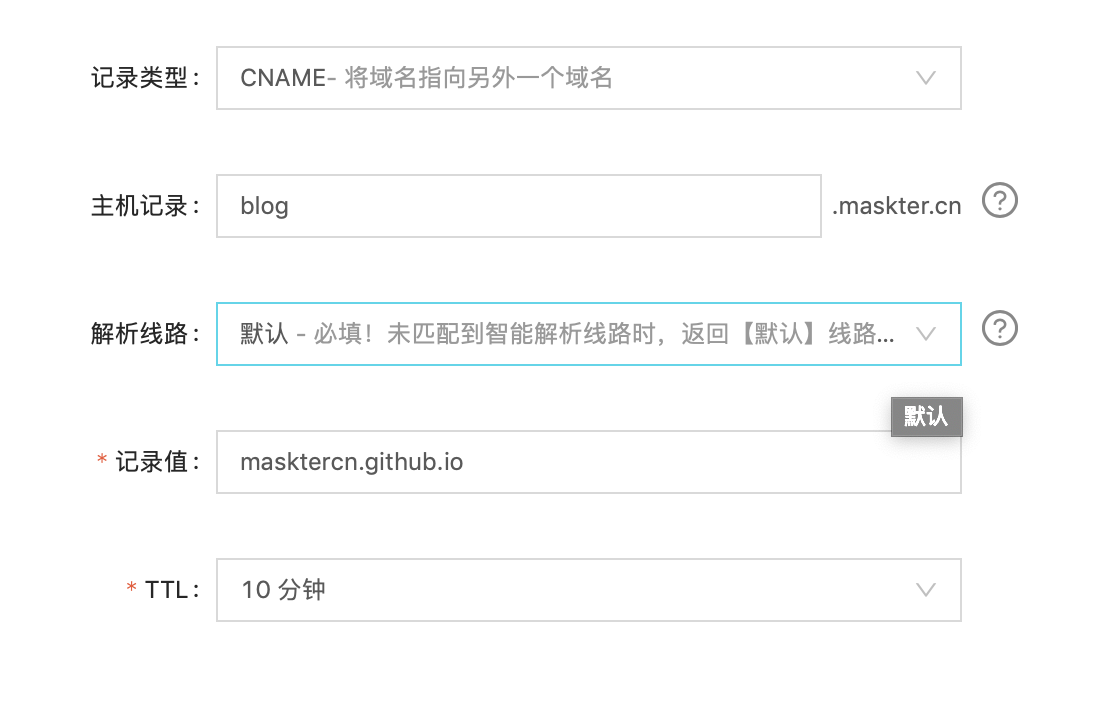 记录类型： CNAME- 将域名指向另外一个域名
主机记录： blog .maskter.cn ?
解析线路： 默认 - 必填！未匹配到智能解析线路时，返回【默认】线路... ?
默认
* 记录值： masktercn.github.io
* TTL： 10 分钟